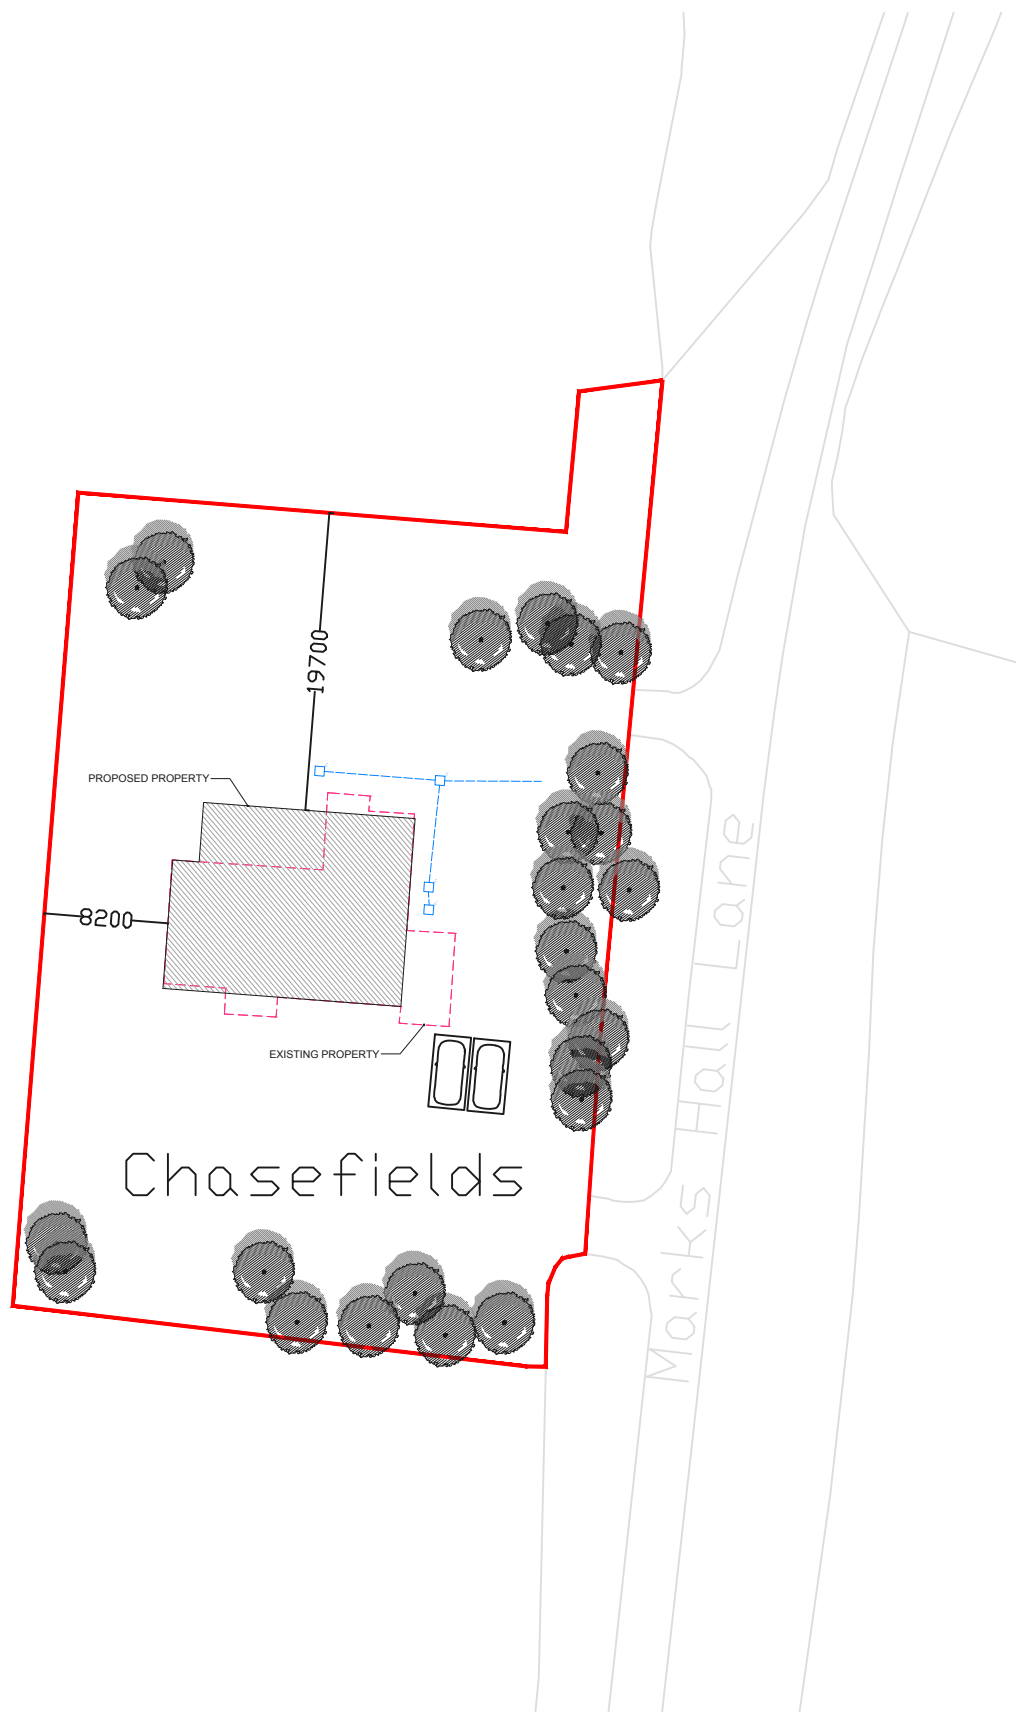 19700
PROPOSED PROPERTY
8200
EXISTING PROPERTY
Chasefields
Marks Hall Lane